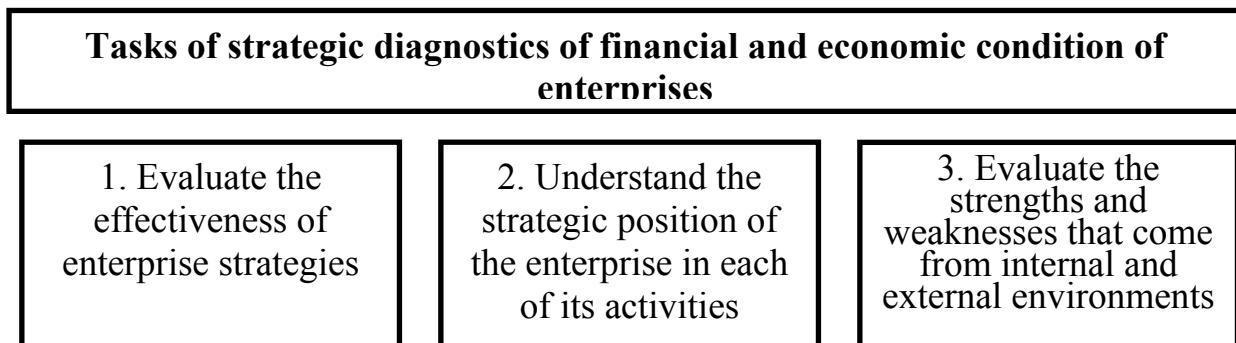 Tasks of strategic diagnostics of financial and economic condition of
enterprises
1. Evaluate the
effectiveness of
enterprise strategies
2. Understand the
strategic position of
the enterprise in each
of its activities
3. Evaluate the
strengths and
weaknesses that come
from internal and
external environments